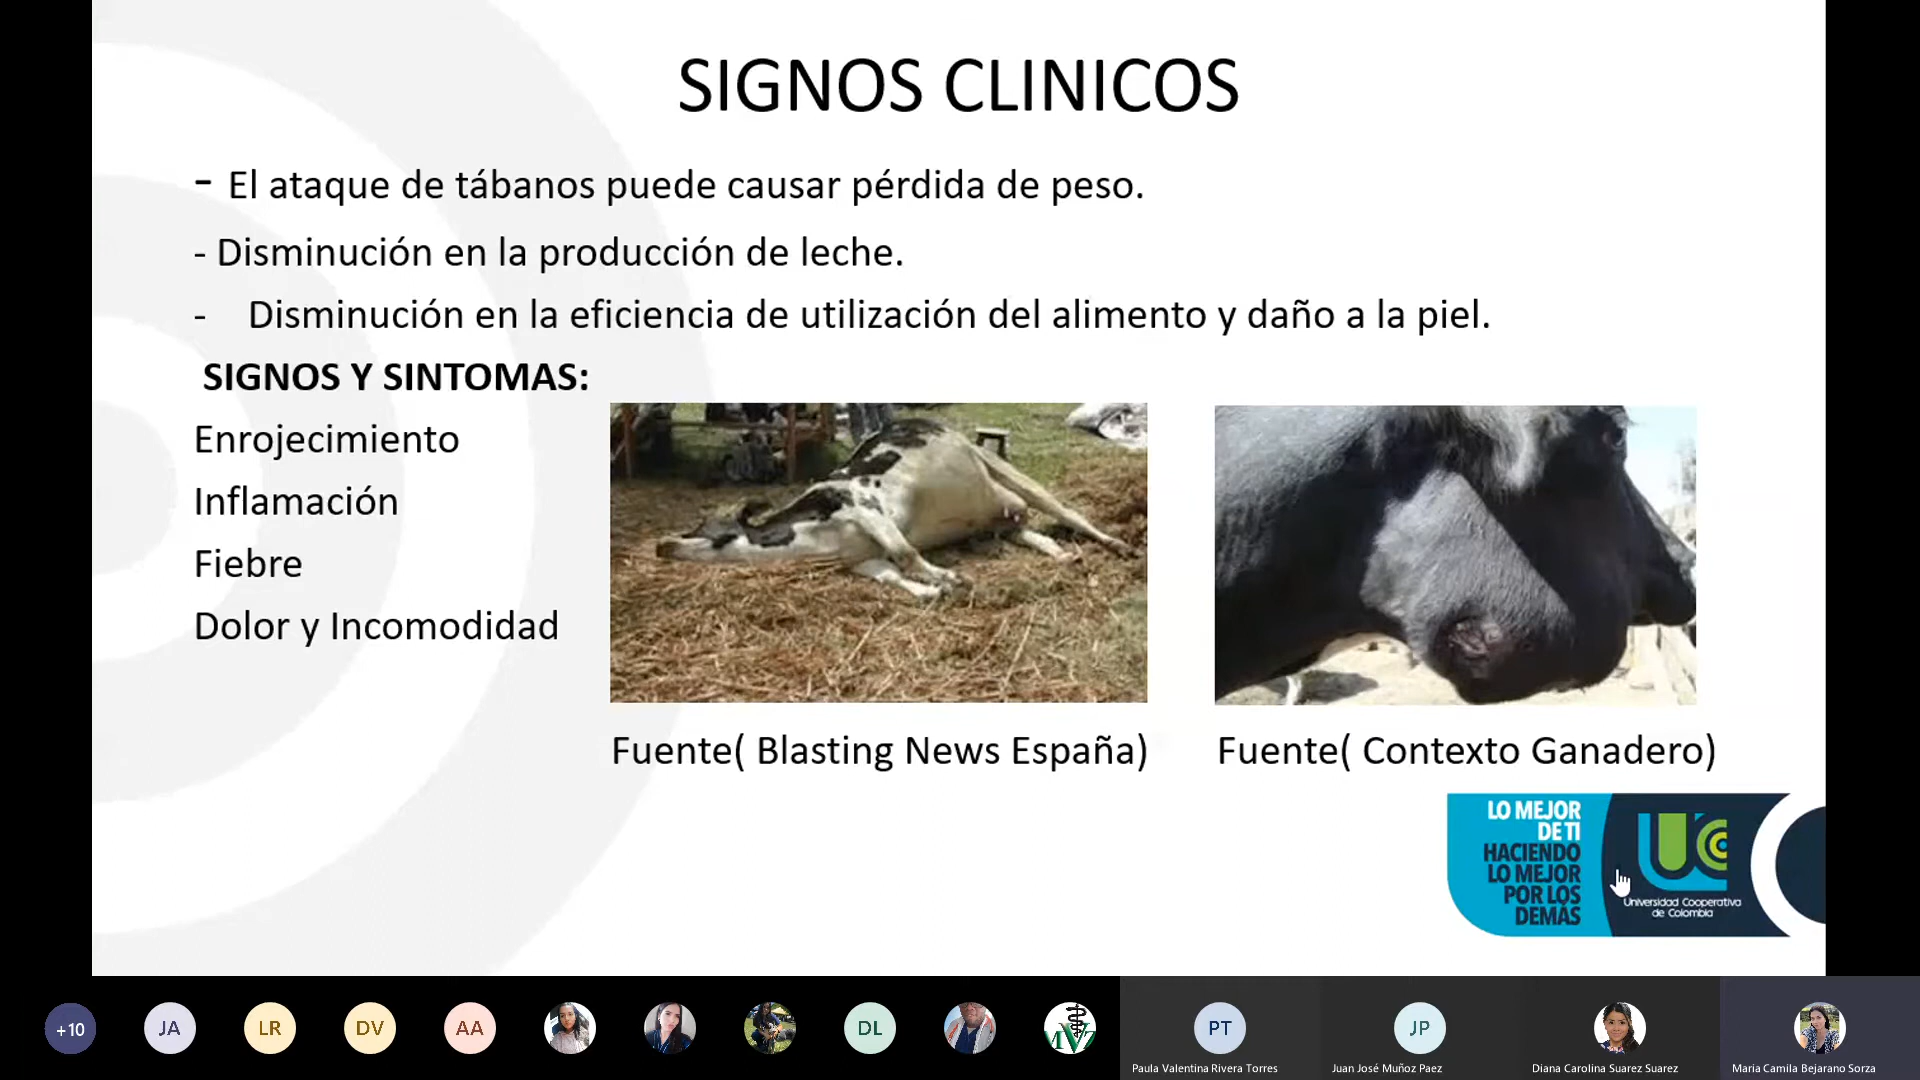 SIGNOS CLINICOS
- El ataque de tábanos puede causar pérdida de peso.
- Disminución en la producción de leche.
- Disminución en la eficiencia de utilización del alimento y daño a la piel.
SIGNOS Y SINTOMAS:
Enrojecimiento
Inflamación
Fiebre
Dolor y Incomodidad
Fuente( Blasting News España)
Fuente( Contexto Ganadero)
LO MEJOR
DE TI
HACIENDO
LO MEJOR
POR LOS
DEMÁS
UC
Universidad Cooperativa
de Colombia
+10
JA
LR
DV
AA
DL
MVZ
PT
JP
Paula Valentina Rivera Torres
Juan José Muñoz Paez
Diana Carolina Suarez Suarez
Maria Camila Bejarano Sorza